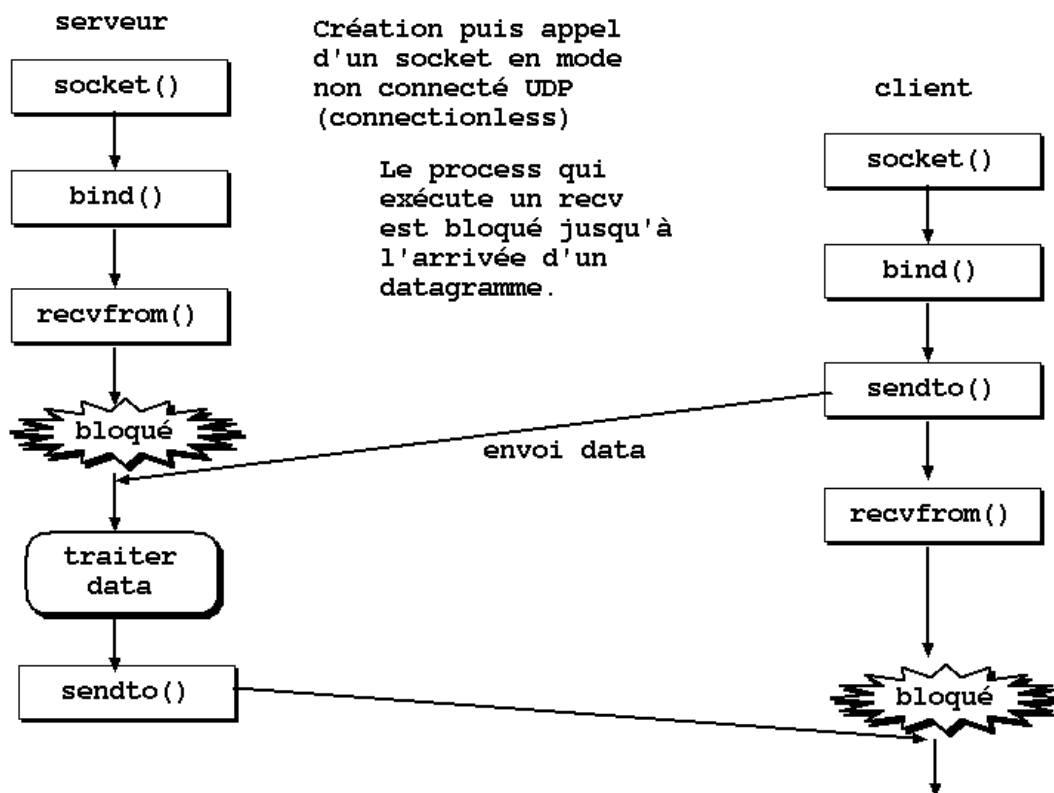 serveur
socket()
bind()
recvfrom()
bloqué
traiter
data
sendto()
Création puis appel
d'un socket en mode
non connecté UDP
(connectionless)
Le process qui
exécute un recv
est bloqué jusqu'à
l'arrivée d'un
datagramme.
envoi data
client
socket()
bind()
sendto()
recvfrom()
bloqué